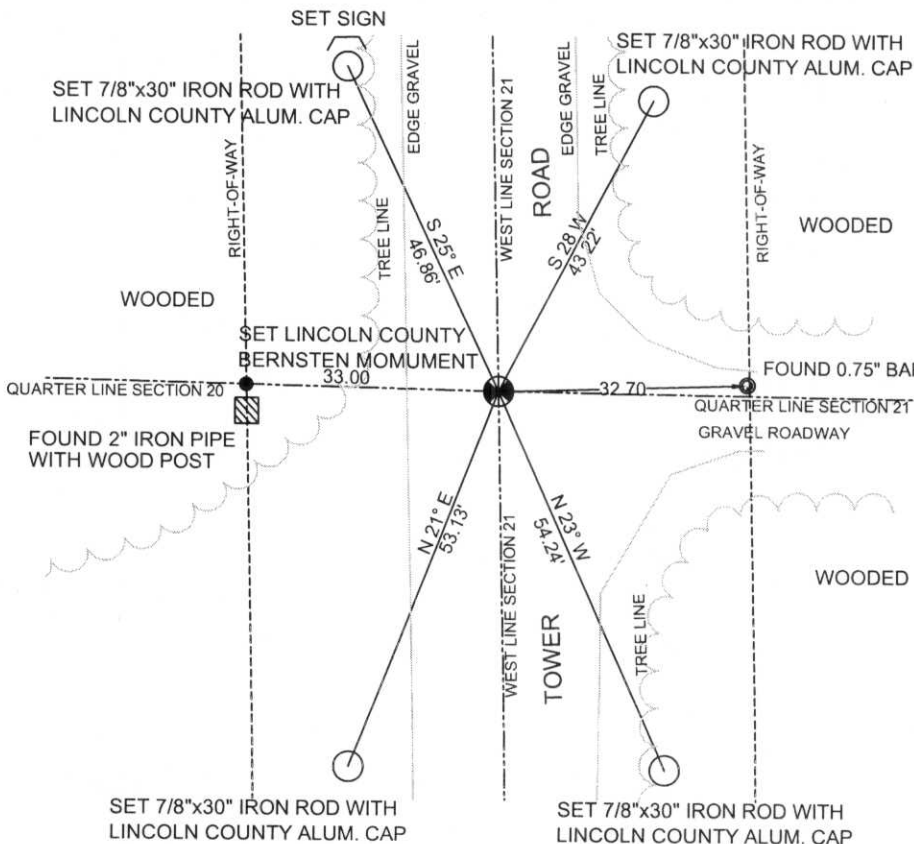 SET SIGN
SET 7/8"x30" IRON ROD WITH
LINCOLN COUNTY ALUM. CAP
SET 7/8"x30" IRON ROD WITH
LINCOLN COUNTY ALUM. CAP
EDGE GRAVEL
WEST LINE SECTION 21
EDGE GRAVEL
TREE LINE
ROAD
RIGHT-OF-WAY
TREE LINE
RIGHT-OF-WAY
S 25° E
46.86'
S 28 W
43 22'
WOODED
WOODED
SET LINCOLN COUNTY
BERNSTEN MOMUMENT
FOUND 0.75" BA
QUARTER LINE SECTION 20
33.00
32.70
QUARTER LINE SECTION 21
GRAVEL ROADWAY
FOUND 2" IRON PIPE
WITH WOOD POST
N 21° E
53.13'
N 23° W
54.24'
WEST LINE SECTION 21
TOWER
TREE LINE
WOODED
SET 7/8"x30" IRON ROD WITH
LINCOLN COUNTY ALUM. CAP
SET 7/8"x30" IRON ROD WITH
LINCOLN COUNTY ALUM. CAP